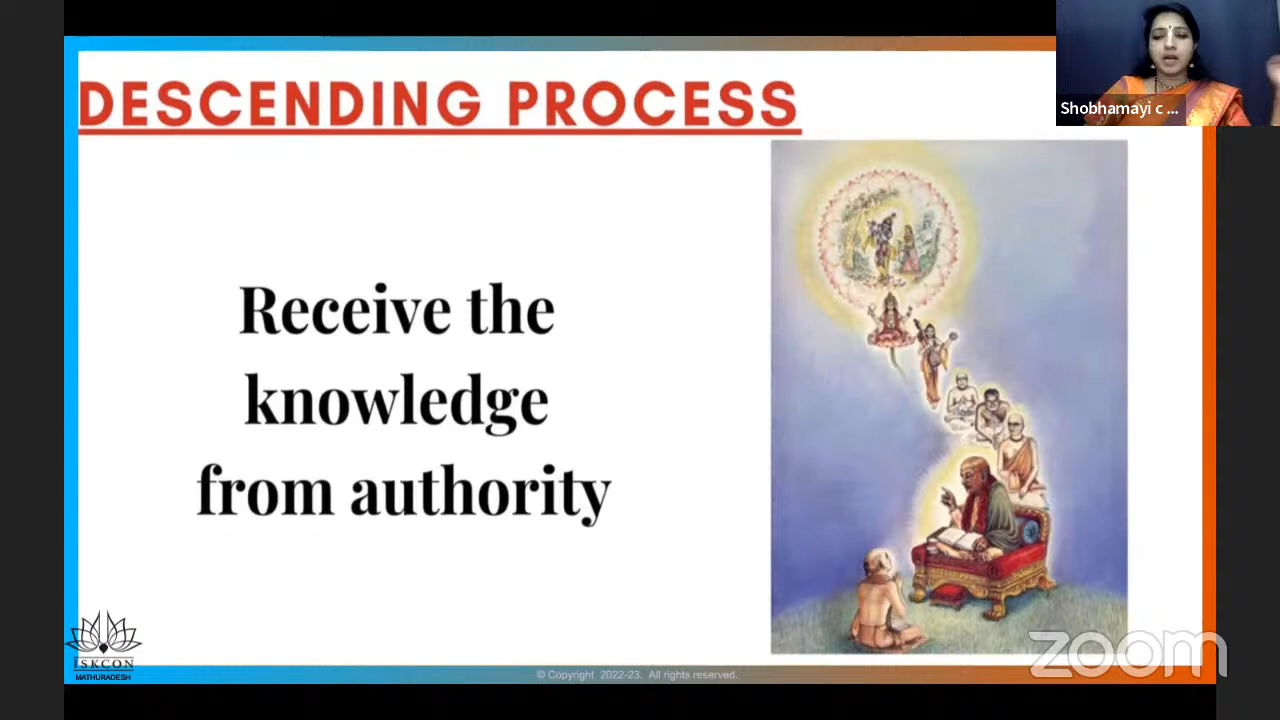 DESCENDING PROCESS
Shobhamayi c ...
Receive the
knowledge
from authority
ISKCON
MATHURADESH
© Copyright 2022-23. All rights reserved.
zoom